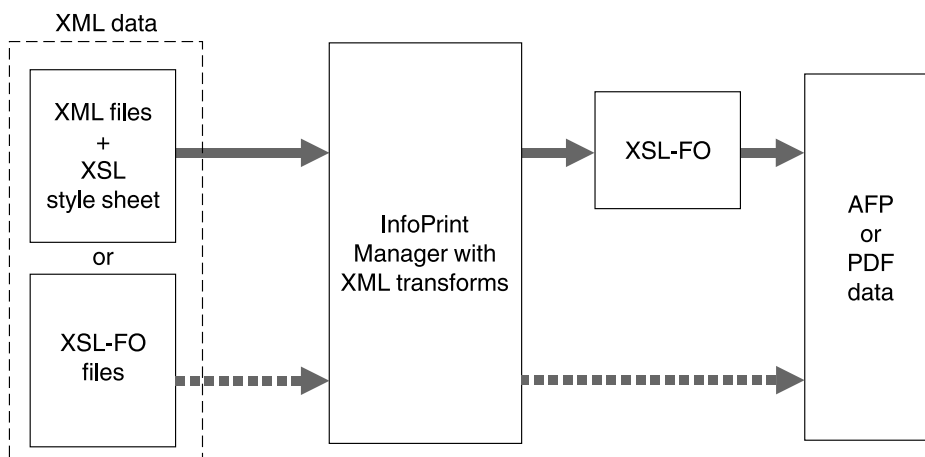 XML data
XML files
+
XSL
style sheet
or
XSL-FO
files
InfoPrint
Manager with
XML transforms
XSL-FO
AFP
or
PDF
data